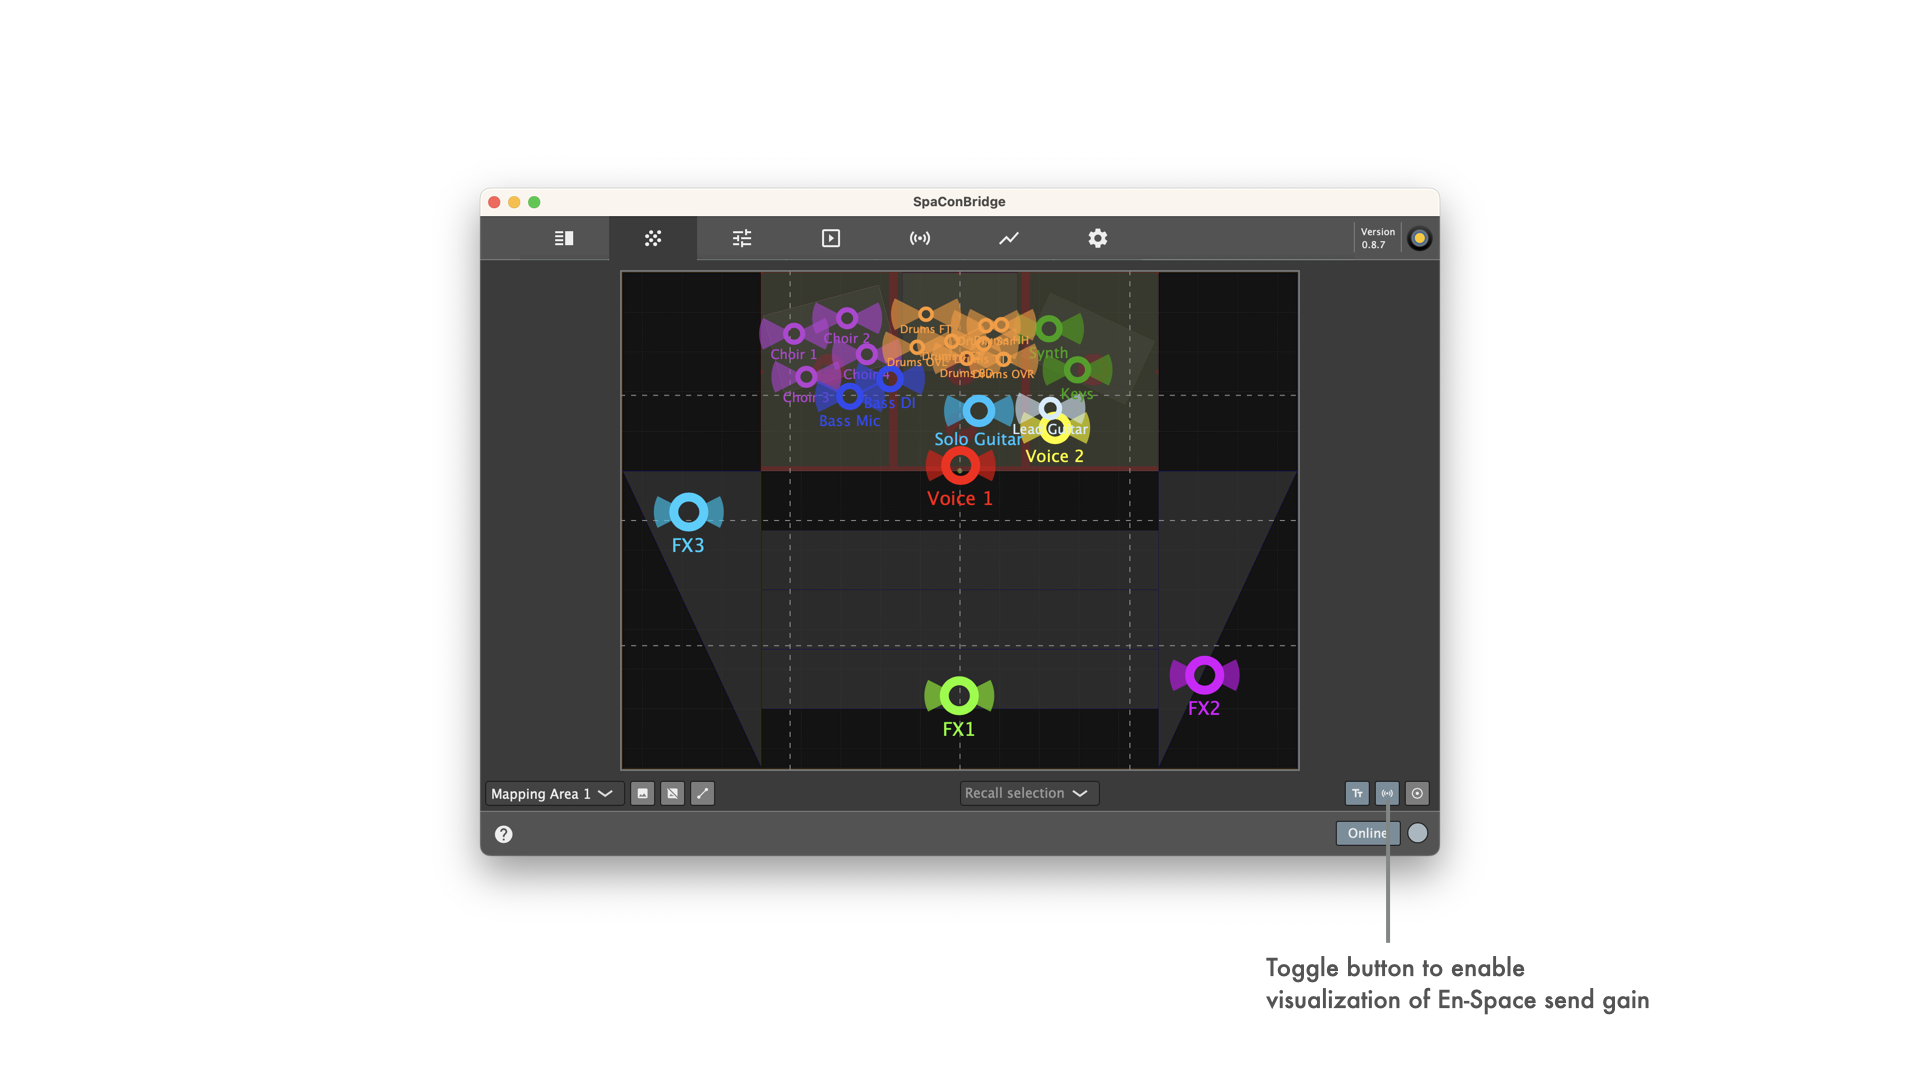 SpaConBridge
Version
0.8.7
Drums FT
Choir 2
Choir 1
Synth
Drums OVL
Choir 4
Drums OVR
Keys
Choir 3
Bass DI
Bass Mic
Lead Guitar
Solo Guitar
Voice 2
Voice 1
FX3
FX2
FX1
Mapping Area 1
Recall selection
Tт
?
Online
Toggle button to enable
visualization of En-Space send gain